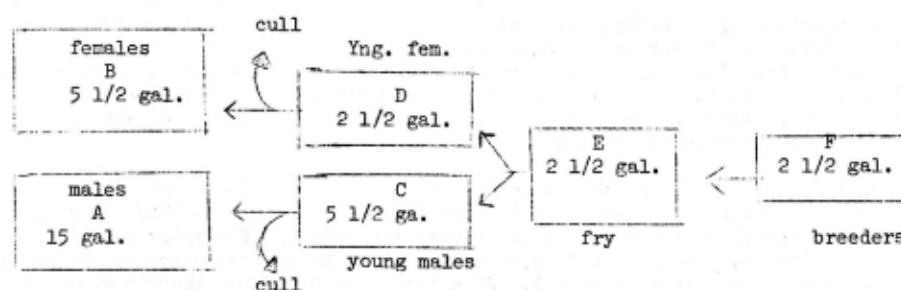 cull
females
B
5 1/2 gal.
Yng. fem.
D
2 1/2 gal.
E
2 1/2 gal.
F
2 1/2 gal.
males
A
15 gal.
C
5 1/2 ga.
fry
breeders
young males
cull